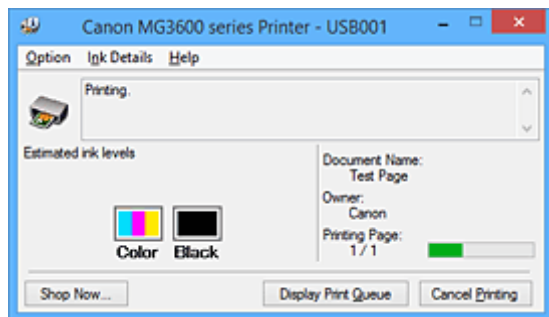 Canon MG3600 series Printer - USB001
Option Ink Details Help
Printing.
Estimated ink levels
Document Name:
Test Page
Owner:
Canon
Printing Page:
1 / 1
Color Black
Shop Now... Display Print Queue Cancel Printing